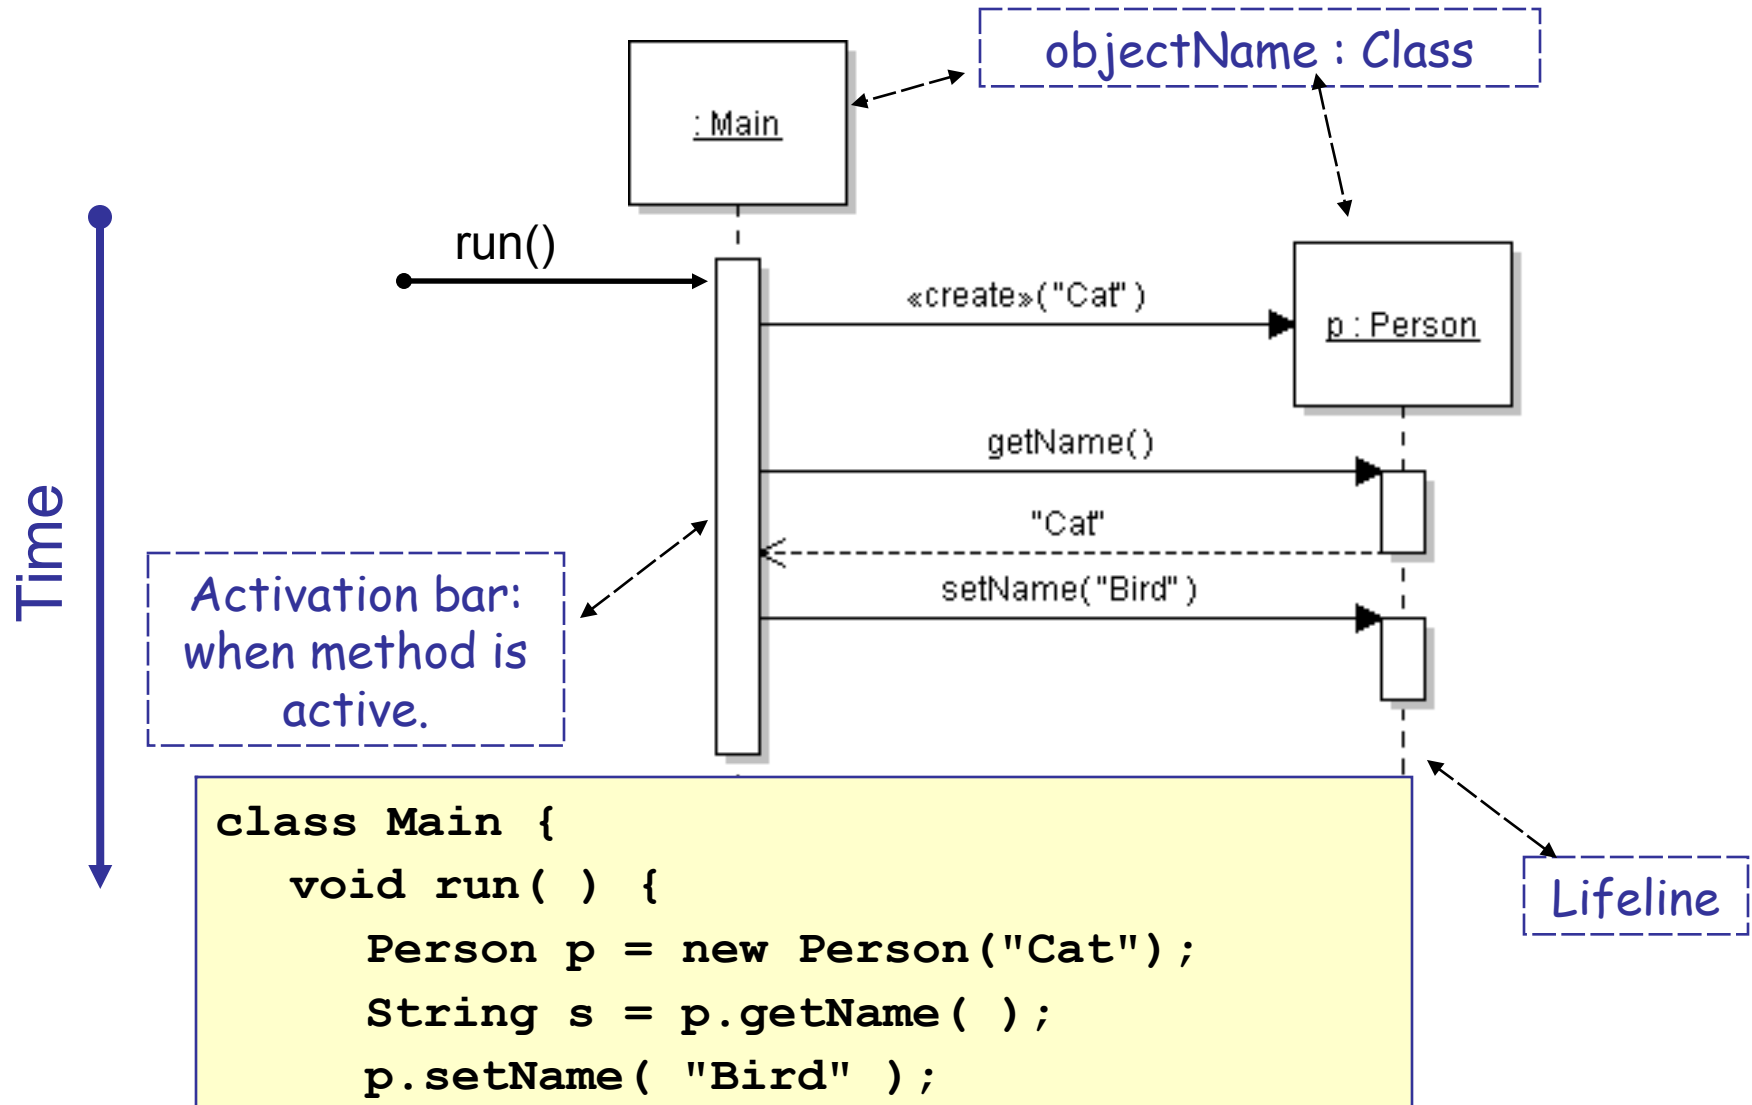 objectName : Class
: Main
run()
«create»("Cat")
p : Person
getName()
"Cat"
setName("Bird")
Time
Activation bar:
when method is
active.
Lifeline
class Main {
void run( ) {
Person p = new Person("Cat");
String s = p.getName( );
p.setName( "Bird" );